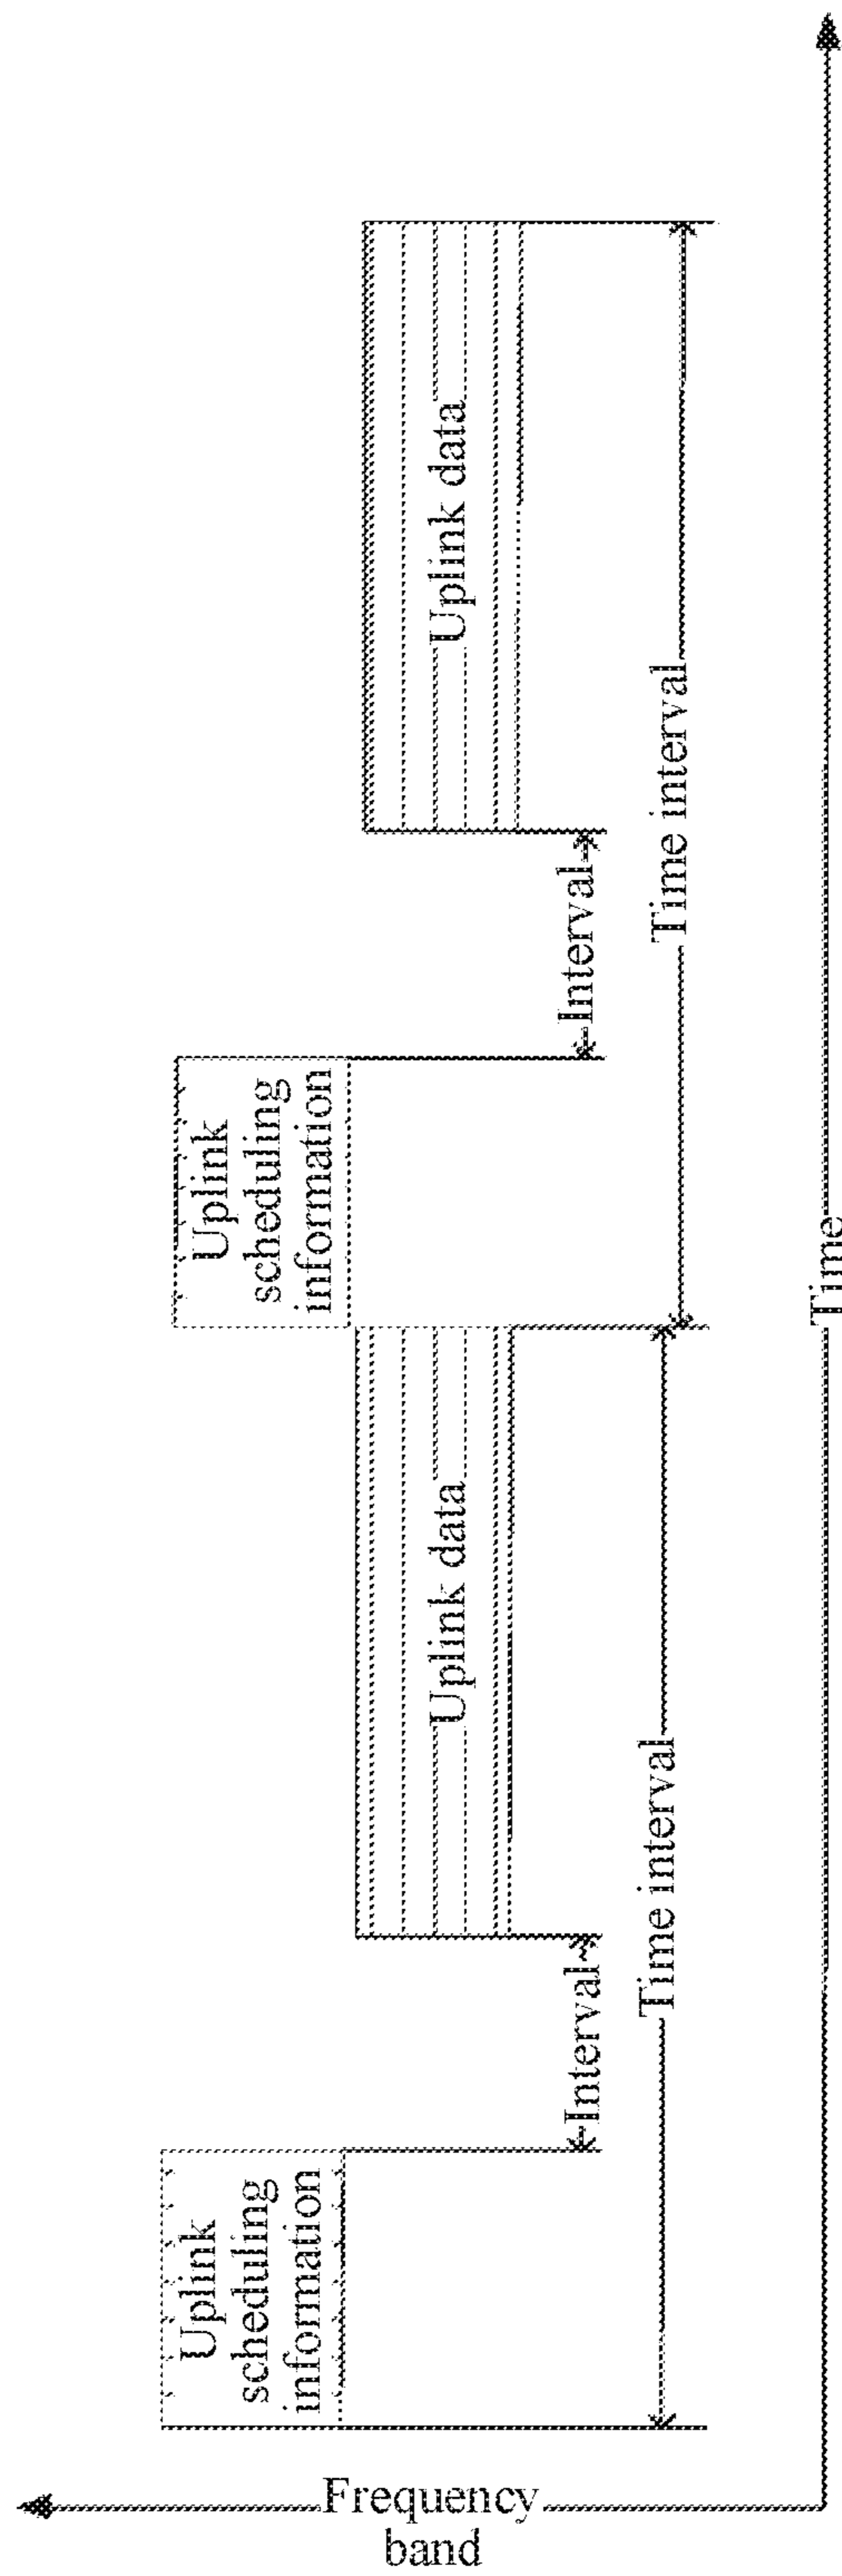 Frequency
band
Uplink
scheduling
information
Interval
Uplink data
Time interval
Uplink
scheduling
information
Interval
Uplink data
Time interval
Time